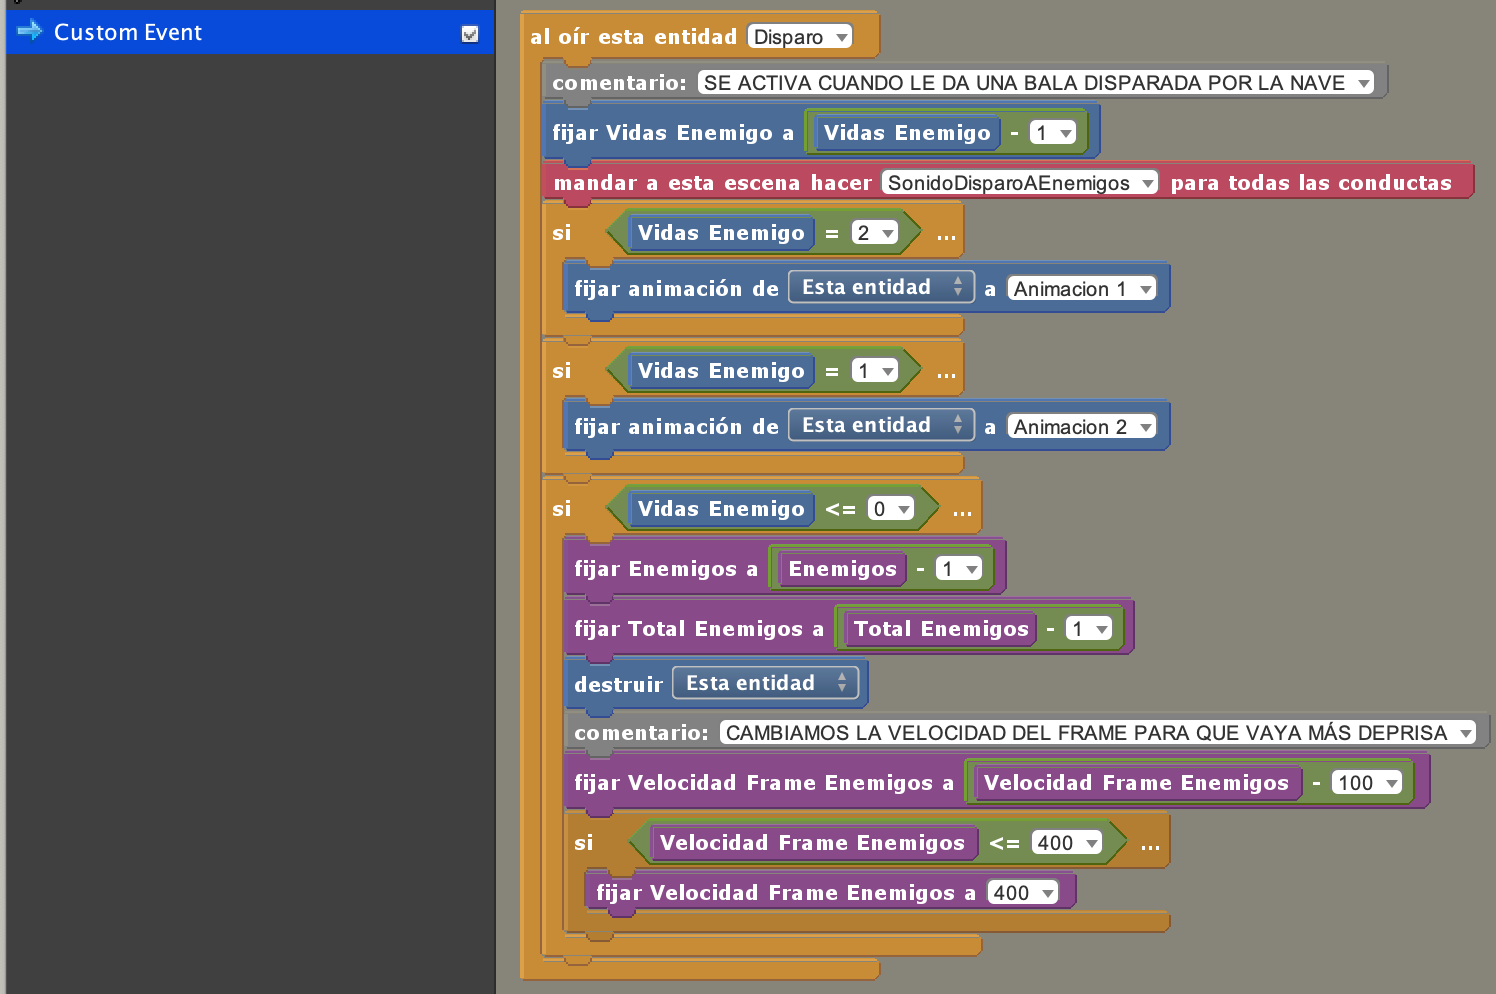 Custom Event
al oír esta entidad Disparo
comentario: SE ACTIVA CUANDO LE DA UNA BALA DISPARADA POR LA NAVE
fijar Vidas Enemigo a Vidas Enemigo - 1
mandar a esta escena hacer SonidoDisparoAEnemigos para todas las conductas
si Vidas Enemigo = 2 ...
fijar animación de Esta entidad a Animacion 1
si Vidas Enemigo = 1 ...
fijar animación de Esta entidad a Animacion 2
si Vidas Enemigo <= 0 ...
fijar Enemigos a Enemigos - 1
fijar Total Enemigos a Total Enemigos - 1
destruir Esta entidad
comentario: CAMBIAMOS LA VELOCIDAD DEL FRAME PARA QUE VAYA MÁS DEPRISA
fijar Velocidad Frame Enemigos a Velocidad Frame Enemigos - 100
si Velocidad Frame Enemigos <= 400 ...
fijar Velocidad Frame Enemigos a 400